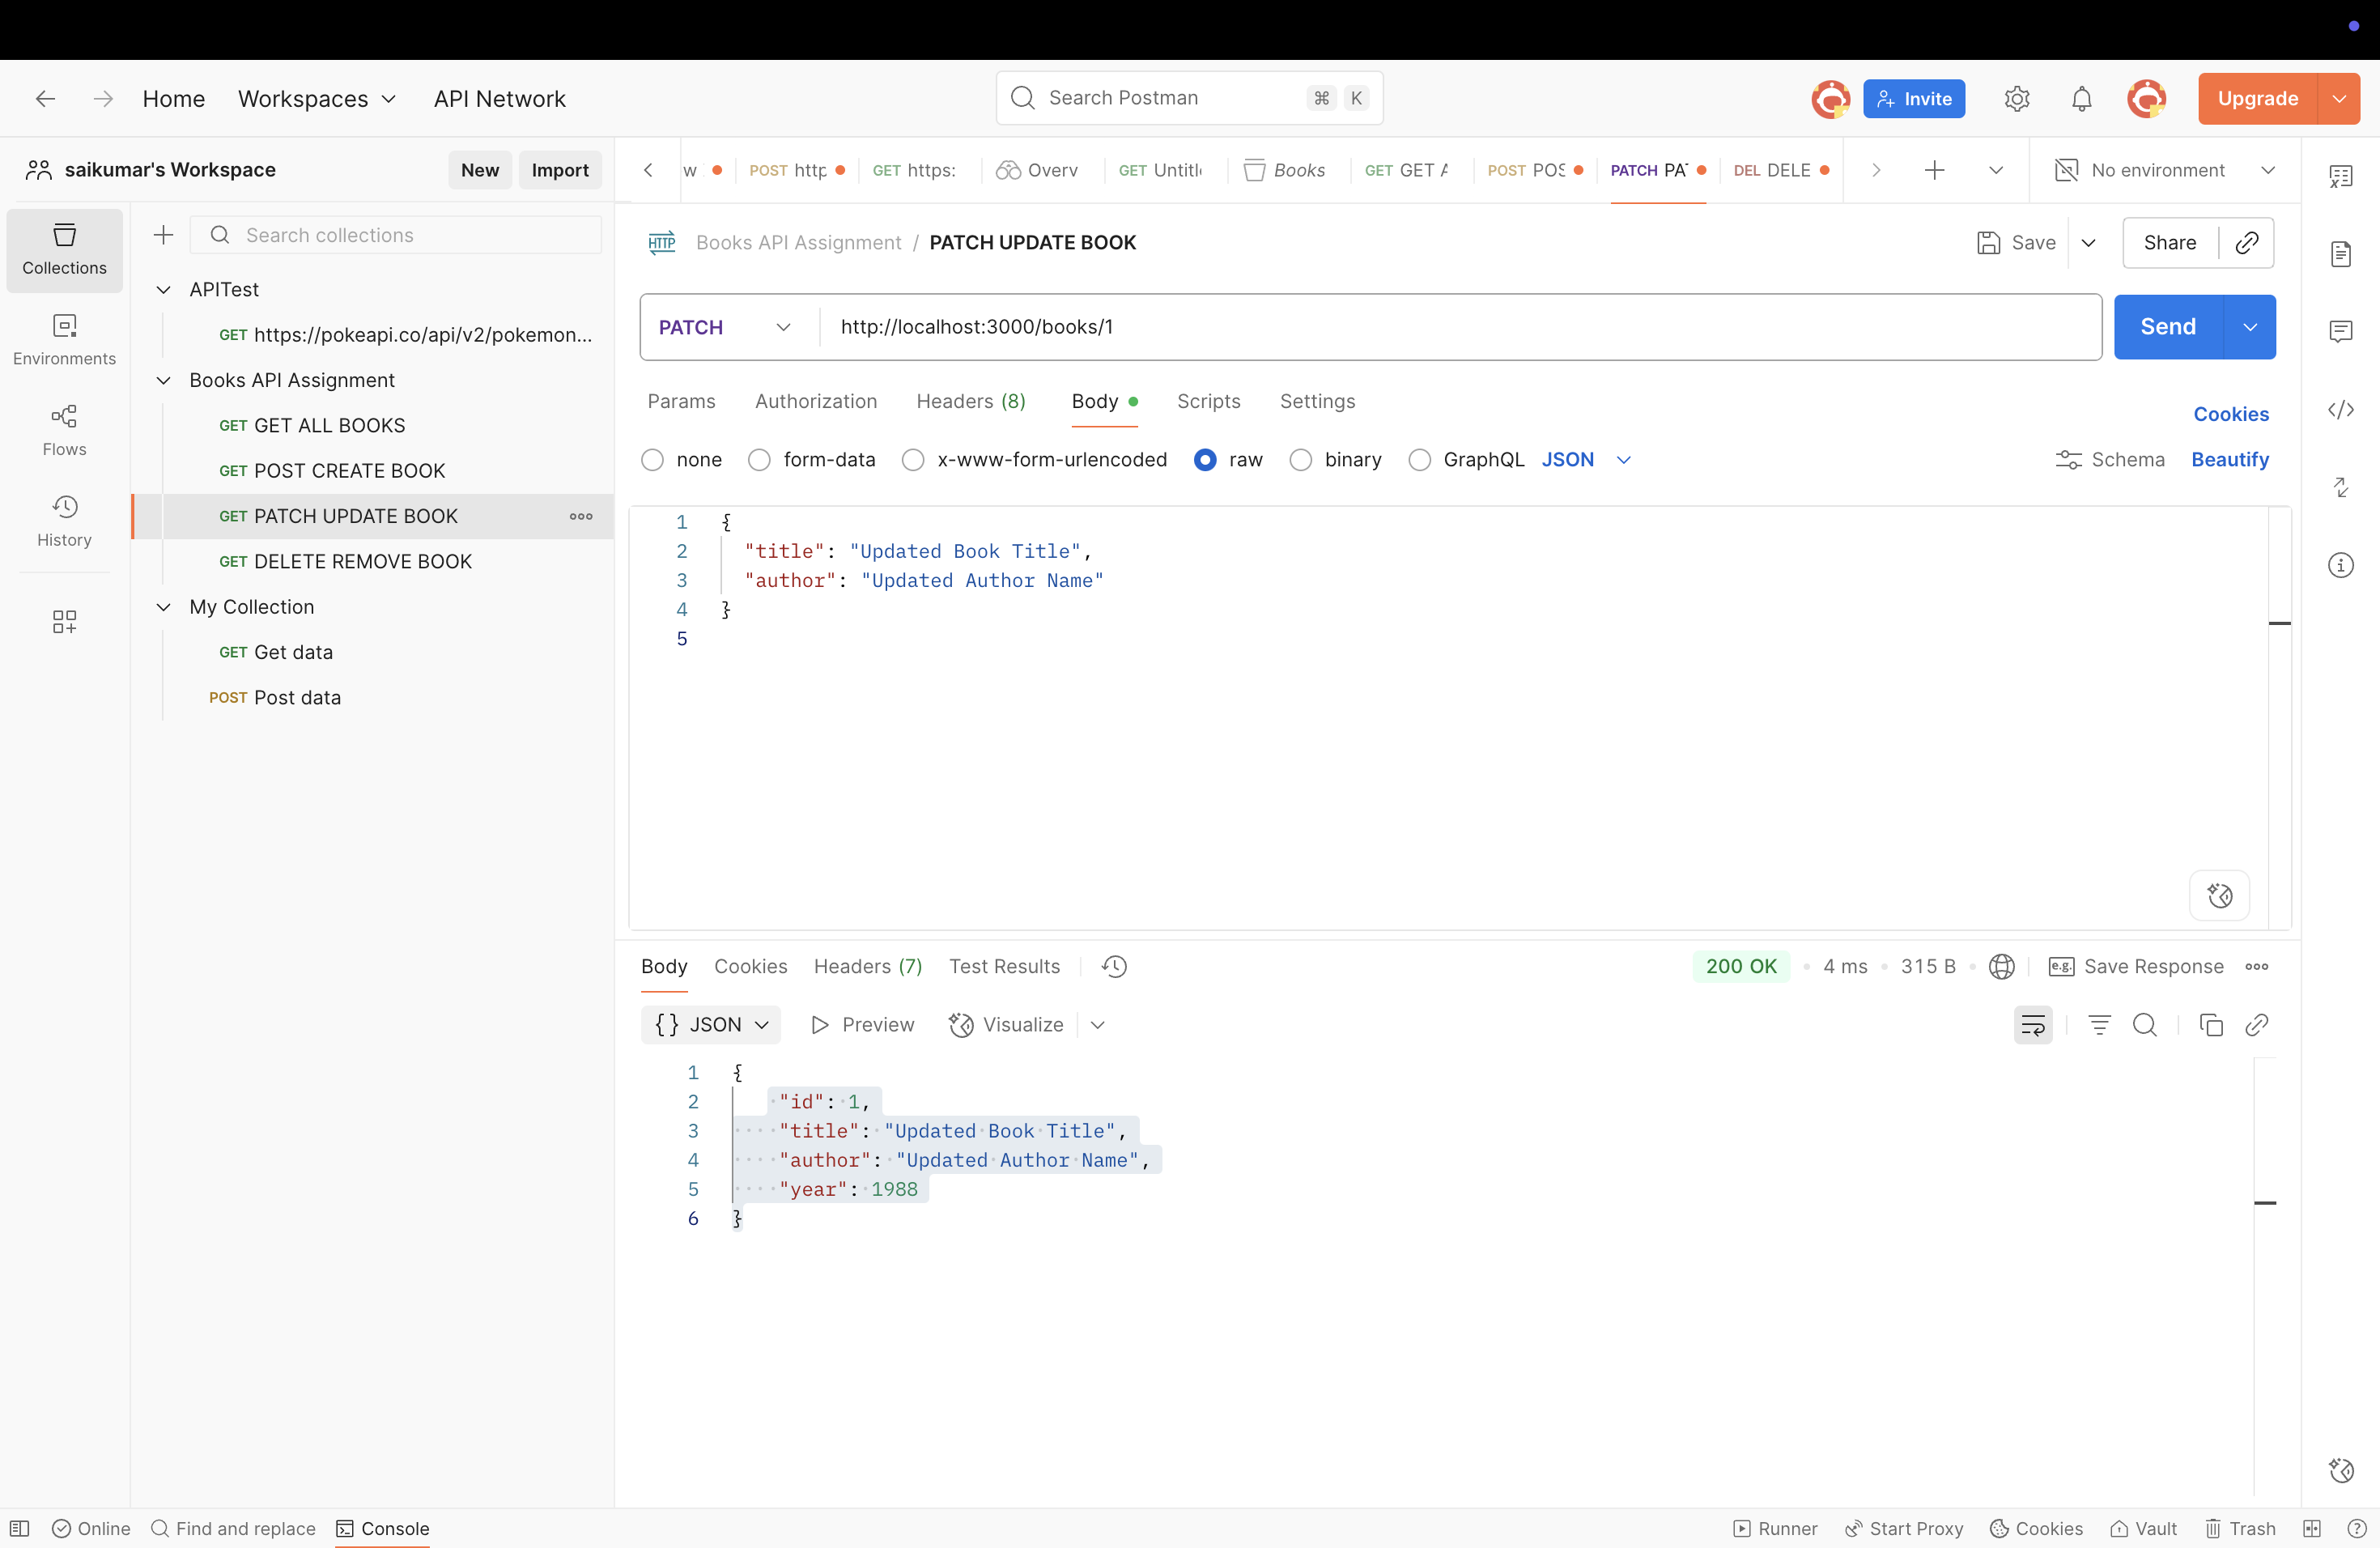 Home
Workspaces
API Network
Search Postman
⌘ K
Invite
Upgrade
saikumar's Workspace
New
Import
w
POST http
GET https:
Overv
GET Untitl
Books
GET GET A
POST POS
PATCH PAT
DEL DELE
No environment
Collections
Environments
Flows
History
Search collections
APITest
GET https://pokeapi.co/api/v2/pokemon...
Books API Assignment
GET GET ALL BOOKS
GET POST CREATE BOOK
GET PATCH UPDATE BOOK
GET DELETE REMOVE BOOK
My Collection
GET Get data
POST Post data
HTTP
Books API Assignment / PATCH UPDATE BOOK
Save
Share
PATCH
http://localhost:3000/books/1
Send
Params
Authorization
Headers (8)
Body
Scripts
Settings
Cookies
none
form-data
x-www-form-urlencoded
raw
binary
GraphQL
JSON
Schema
Beautify
1 {
2 "title": "Updated Book Title",
3 "author": "Updated Author Name"
4 }
5
Body
Cookies
Headers (7)
Test Results
200 OK
4 ms
315 B
e.g.
Save Response
{} JSON
Preview
Visualize
1 {
2 "id": 1,
3 "title": "Updated Book Title",
4 "author": "Updated Author Name",
5 "year": 1988
6 }
Online
Find and replace
Console
Runner
Start Proxy
Cookies
Vault
Trash